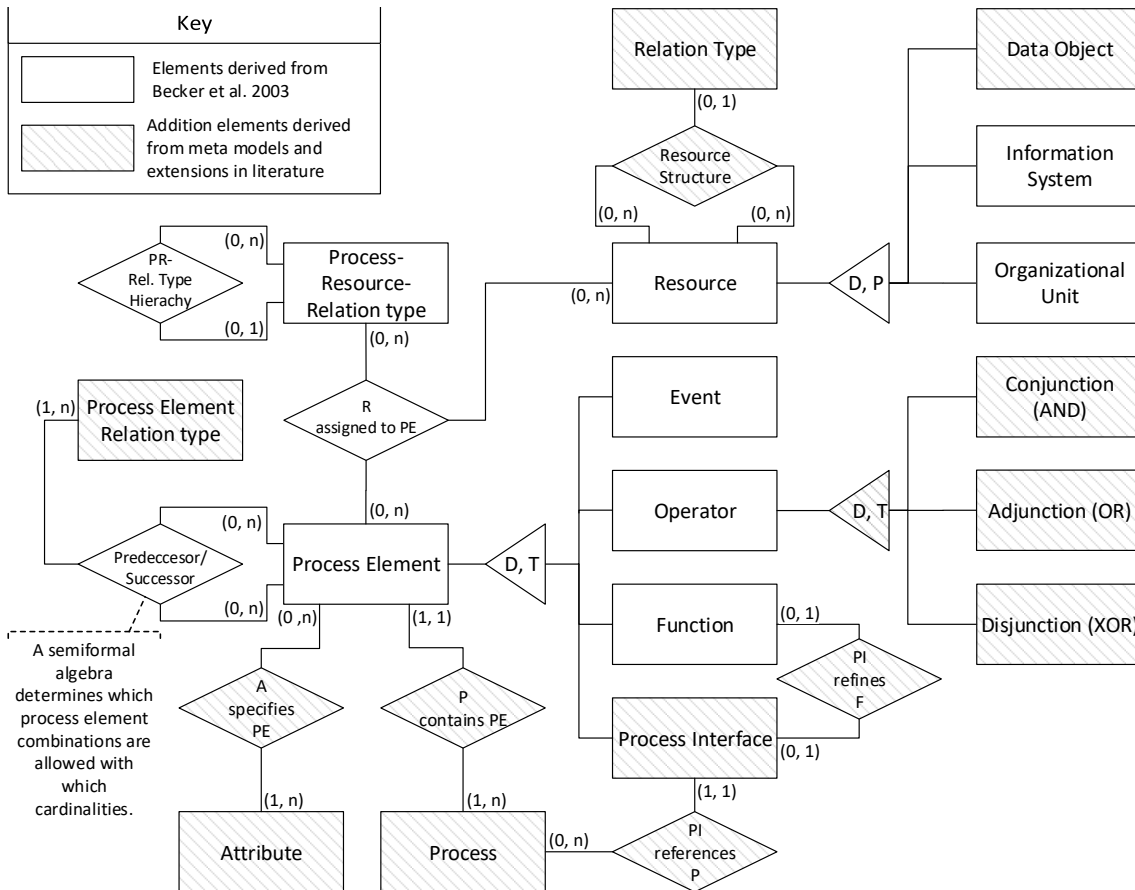 Key
Elements derived from
Becker et al. 2003
Addition elements derived
from meta models and
extensions in literature
Relation Type
(0, 1)
Resource
Structure
(0, n)
(0, n)
Resource
(0, n)
D, P
Data Object
Information
System
Organizational
Unit
(0, n)
PR-
Rel. Type
Hierachy
(0, 1)
Process-
Resource-
Relation type
(0, n)
R
assigned to PE
(0, n)
(1, n)
Process Element
Relation type
(0, n)
Predeccesor/
Successor
(0, n)
Process Element
D, T
Event
Operator
Function
Process Interface
D, T
Conjunction
(AND)
Adjunction (OR)
Disjunction (XOR)
(0, 1)
PI
refines
F
(0, 1)
A semiformal
algebra
determines which
process element
combinations are
allowed with
which
cardinalities.
(0 ,n)
(1, 1)
A
specifies
PE
P
contains PE
(1, n)
(1, n)
Attribute
Process
(0, n)
(1, 1)
PI
references
P